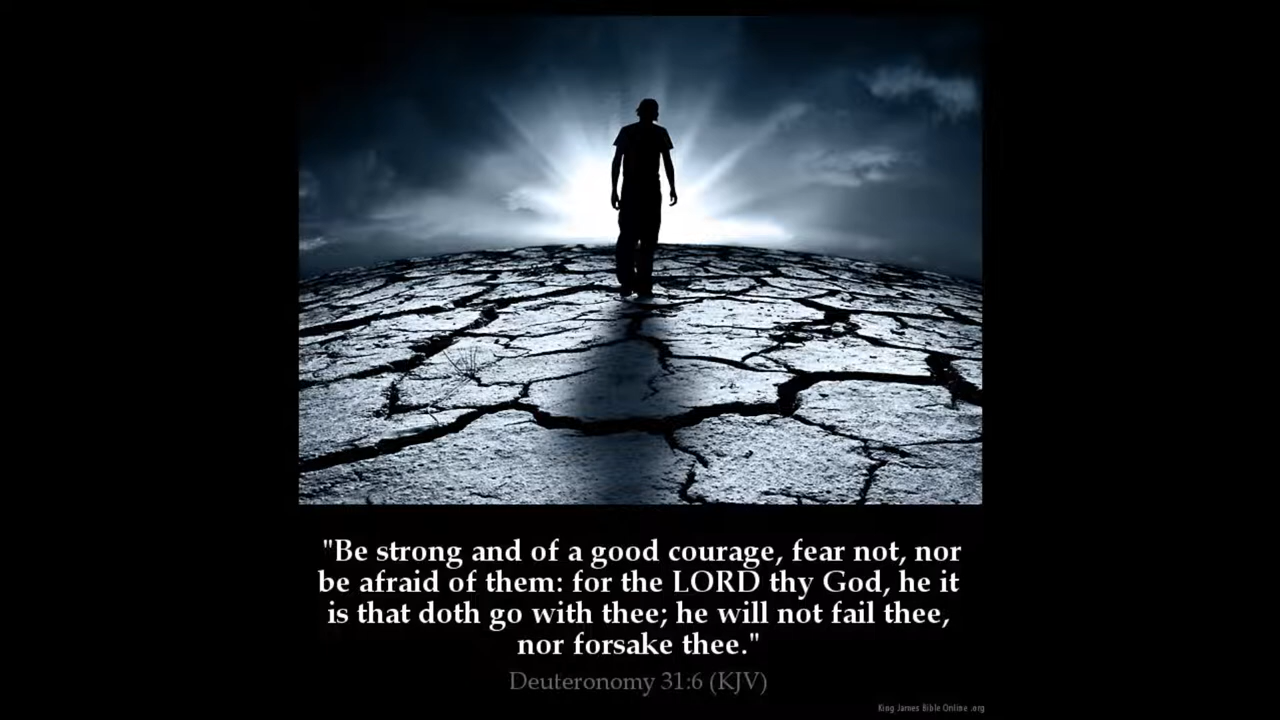 "Be strong and of a good courage, fear not, nor
be afraid of them: for the LORD thy God, he it
is that doth go with thee; he will not fail thee,
nor forsake thee."
Deuteronomy 31:6 (KJV)
King James Bible Online .org